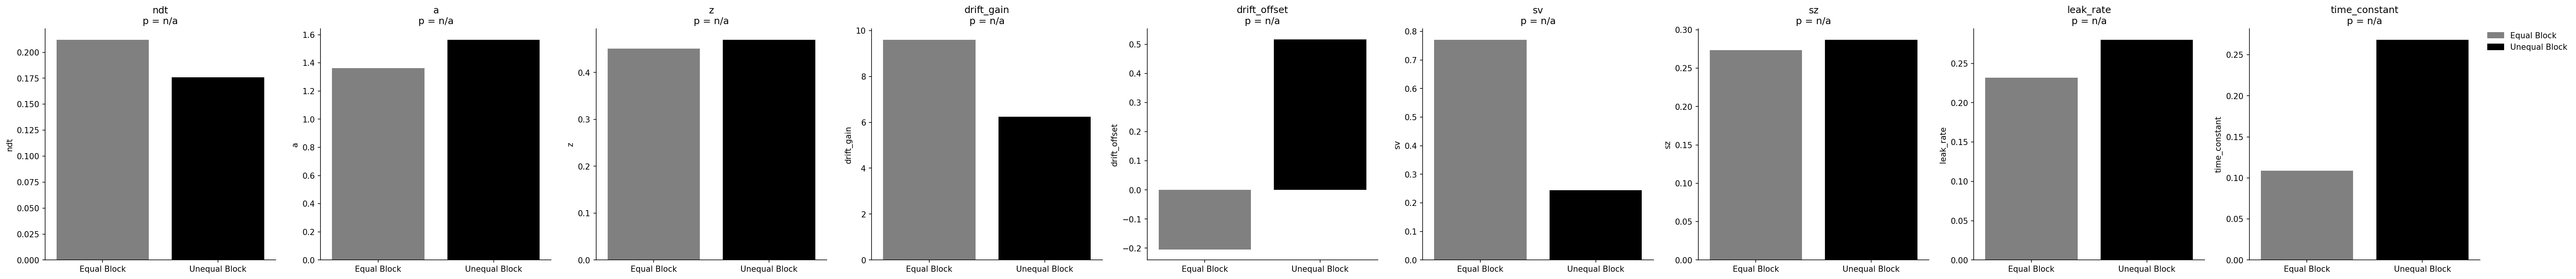 ndt
p = n/a
0.200
0.175
0.150
0.125
0.100
0.075
0.050
0.025
0.000
ndt
Equal Block
Unequal Block
a
p = n/a
1.6
1.4
1.2
1.0
0.8
0.6
0.4
0.2
0.0
a
Equal Block
Unequal Block
z
p = n/a
0.4
0.3
0.2
0.1
0.0
z
Equal Block
Unequal Block
drift_gain
p = n/a
10
8
6
4
2
0
drift_gain
Equal Block
Unequal Block
drift_offset
p = n/a
0.5
0.4
0.3
0.2
0.1
0.0
−0.1
−0.2
drift_offset
Equal Block
Unequal Block
sv
p = n/a
0.8
0.7
0.6
0.5
0.4
0.3
0.2
0.1
0.0
sv
Equal Block
Unequal Block
sz
p = n/a
0.30
0.25
0.20
0.15
0.10
0.05
0.00
sz
Equal Block
Unequal Block
leak_rate
p = n/a
0.25
0.20
0.15
0.10
0.05
0.00
leak_rate
Equal Block
Unequal Block
time_constant
p = n/a
0.25
0.20
0.15
0.10
0.05
0.00
time_constant
Equal Block
Unequal Block
Equal Block
Unequal Block